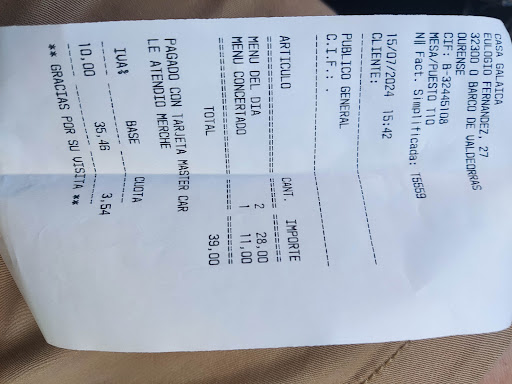 CASA GALAICA
EULOGIO FERNANDEZ, 27
32300 O BARCO DE VALDEORRAS
OURENSE
CIF: B-32445108
MESA/PUESTO T10
Nº Fact. Simplificada: T5559
15/07/2024 15:42
CLIENTE:
PUBLICO GENERAL
C.I.F.: .
ARTICULO CANT. IMPORTE
MENU DEL DIA 2 28,00
MENU CONCERTADO 1 11,00
TOTAL 39,00
PAGADO CON TARJETA MASTER CAR
LE ATENDIO MERCHE
IVA% BASE CUOTA
10,00 35,46 3,54
** GRACIAS POR SU VISITA **